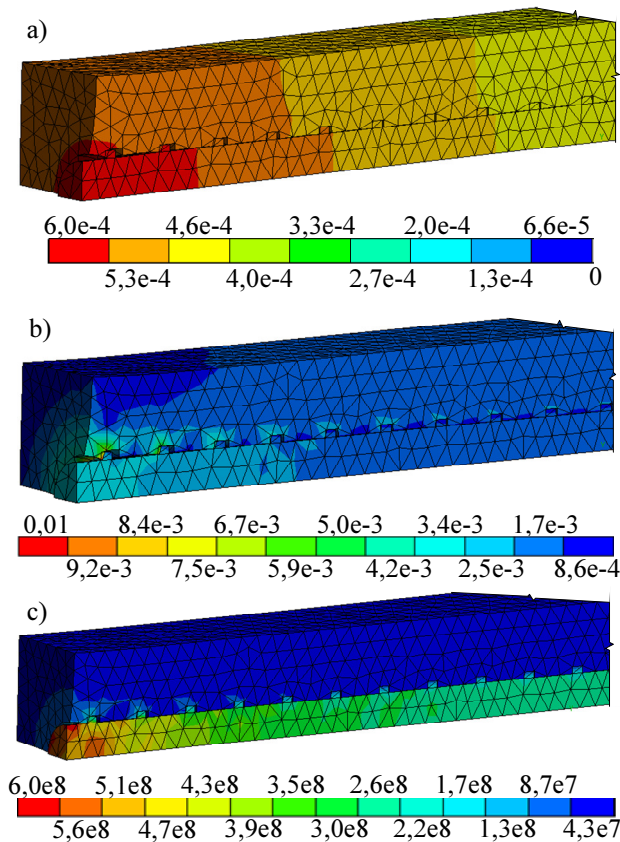 a)
6,0e-4 4,6e-4 3,3e-4 2,0e-4 6,6e-5
5,3e-4 4,0e-4 2,7e-4 1,3e-4 0
b)
0,01 8,4e-3 6,7e-3 5,0e-3 3,4e-3 1,7e-3
9,2e-3 7,5e-3 5,9e-3 4,2e-3 2,5e-3 8,6e-4
c)
6,0e8 5,1e8 4,3e8 3,5e8 2,6e8 1,7e8 8,7e7
5,6e8 4,7e8 3,9e8 3,0e8 2,2e8 1,3e8 4,3e7